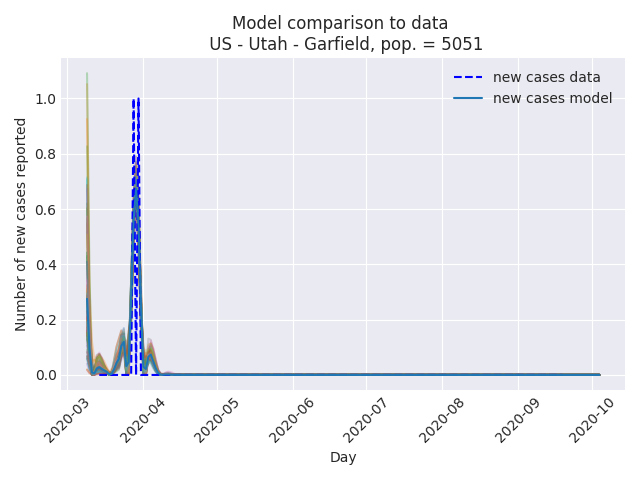 Model comparison to data
US - Utah - Garfield, pop. = 5051
new cases data
new cases model
Number of new cases reported
1.0
0.8
0.6
0.4
0.2
0.0
2020-03
2020-04
2020-05
2020-06
2020-07
2020-08
2020-09
2020-10
Day